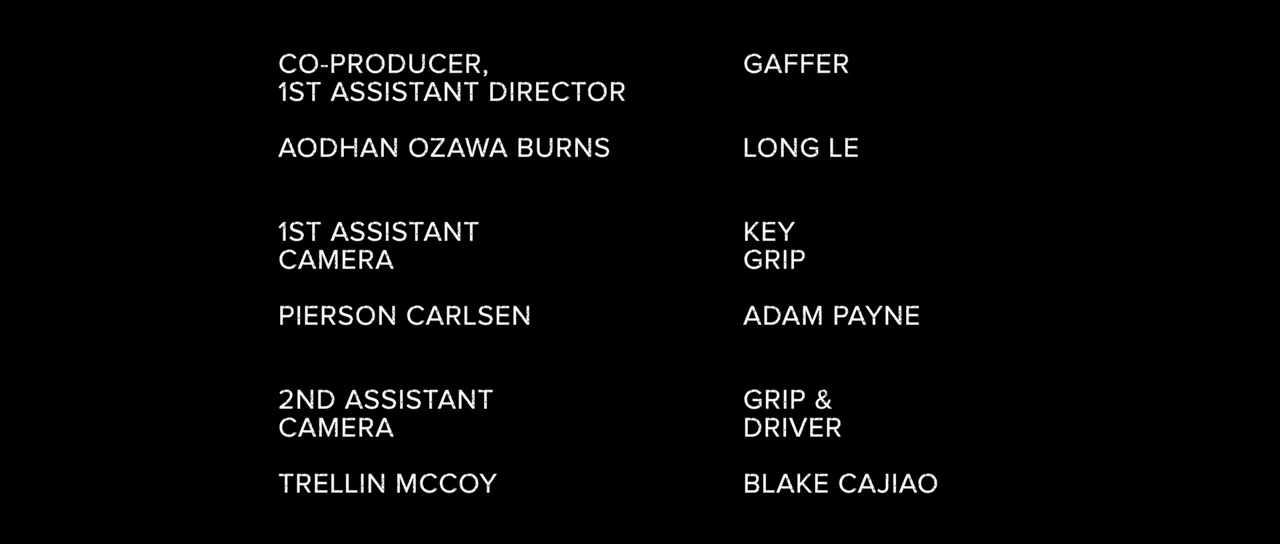 CO-PRODUCER,
1ST ASSISTANT DIRECTOR
AODHAN OZAWA BURNS
GAFFER
LONG LE
1ST ASSISTANT
CAMERA
PIERSON CARLSEN
KEY
GRIP
ADAM PAYNE
2ND ASSISTANT
CAMERA
TRELLIN MCCOY
GRIP &
DRIVER
BLAKE CAJIAO